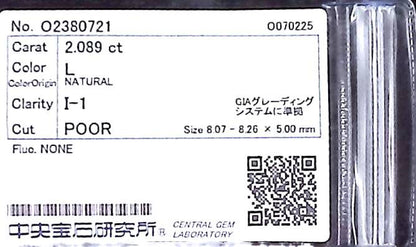 No. O2380721 O070225
Carat 2.089 ct
Color L
ColorOrigin NATURAL
Clarity I-1 GIAグレーディング
システムに準拠
Cut POOR Size 8.07 - 8.26 × 5.00 mm
Fluo. NONE
中央宝石研究所® CENTRAL GEM
LABORATORY